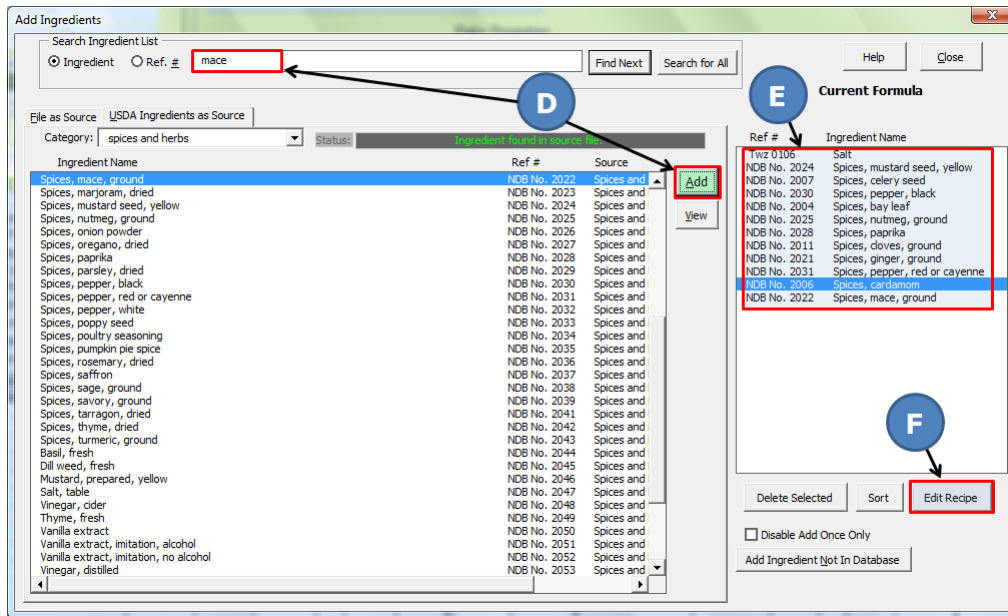 Add Ingredients
Search Ingredient List
Ingredient Ref. # mace Find Next Search for All
Help Close
D
E
Current Formula
File as Source USDA Ingredients as Source
Category: spices and herbs Status: Ingredient found in source file.
Ingredient Name Ref # Source
Spices, mace, ground NDB No. 2022 Spices and
Spices, marjoram, dried NDB No. 2023 Spices and
Spices, mustard seed, yellow NDB No. 2024 Spices and
Spices, nutmeg, ground NDB No. 2025 Spices and
Spices, onion powder NDB No. 2026 Spices and
Spices, oregano, dried NDB No. 2027 Spices and
Spices, paprika NDB No. 2028 Spices and
Spices, parsley, dried NDB No. 2029 Spices and
Spices, pepper, black NDB No. 2030 Spices and
Spices, pepper, red or cayenne NDB No. 2031 Spices and
Spices, pepper, white NDB No. 2032 Spices and
Spices, poppy seed NDB No. 2033 Spices and
Spices, poultry seasoning NDB No. 2034 Spices and
Spices, pumpkin pie spice NDB No. 2035 Spices and
Spices, rosemary, dried NDB No. 2036 Spices and
Spices, saffron NDB No. 2037 Spices and
Spices, sage, ground NDB No. 2038 Spices and
Spices, savory, ground NDB No. 2039 Spices and
Spices, tarragon, dried NDB No. 2041 Spices and
Spices, thyme, dried NDB No. 2042 Spices and
Spices, turmeric, ground NDB No. 2043 Spices and
Basil, fresh NDB No. 2044 Spices and
Dill weed, fresh NDB No. 2045 Spices and
Mustard, prepared, yellow NDB No. 2046 Spices and
Salt, table NDB No. 2047 Spices and
Vinegar, cider NDB No. 2048 Spices and
Thyme, fresh NDB No. 2049 Spices and
Vanilla extract NDB No. 2050 Spices and
Vanilla extract, imitation, alcohol NDB No. 2051 Spices and
Vanilla extract, imitation, no alcohol NDB No. 2052 Spices and
Vinegar, distilled NDB No. 2053 Spices and
Add
View
Ref # Ingredient Name
Twz 0106 Salt
NDB No. 2024 Spices, mustard seed, yellow
NDB No. 2007 Spices, celery seed
NDB No. 2030 Spices, pepper, black
NDB No. 2004 Spices, bay leaf
NDB No. 2025 Spices, nutmeg, ground
NDB No. 2028 Spices, paprika
NDB No. 2011 Spices, cloves, ground
NDB No. 2021 Spices, ginger, ground
NDB No. 2031 Spices, pepper, red or cayenne
NDB No. 2006 Spices, cardamom
NDB No. 2022 Spices, mace, ground
F
Delete Selected Sort Edit Recipe
Disable Add Once Only
Add Ingredient Not In Database